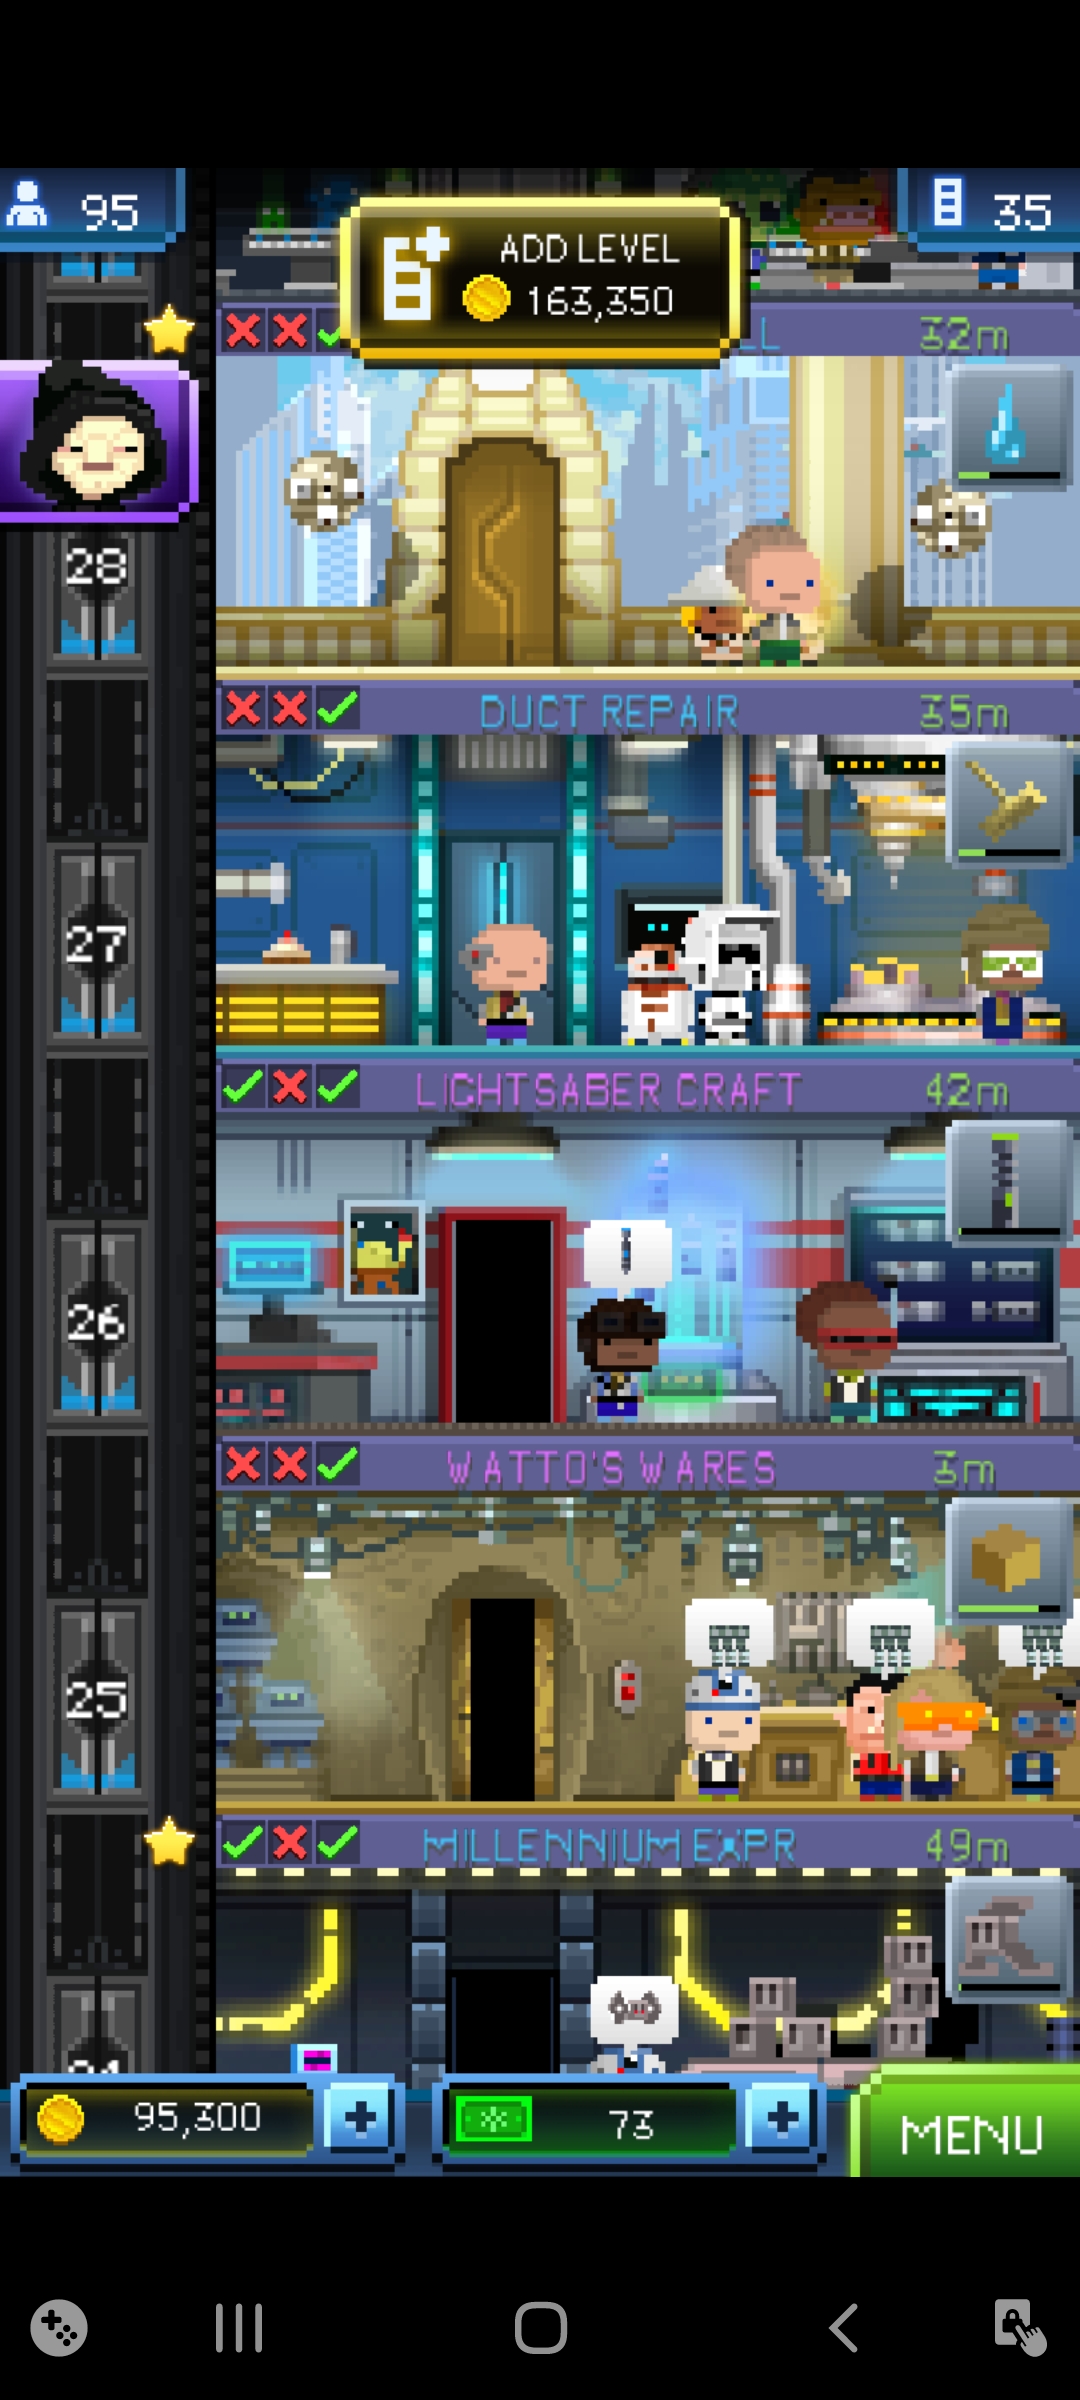 95
ADD LEVEL
163,350
35
32m
28
DUCT REPAIR
35m
27
LIGHTSABER CRAFT
42m
26
WATTO'S WARES
3m
25
MILLENNIUM EXPR
49m
95,300
73
MENU